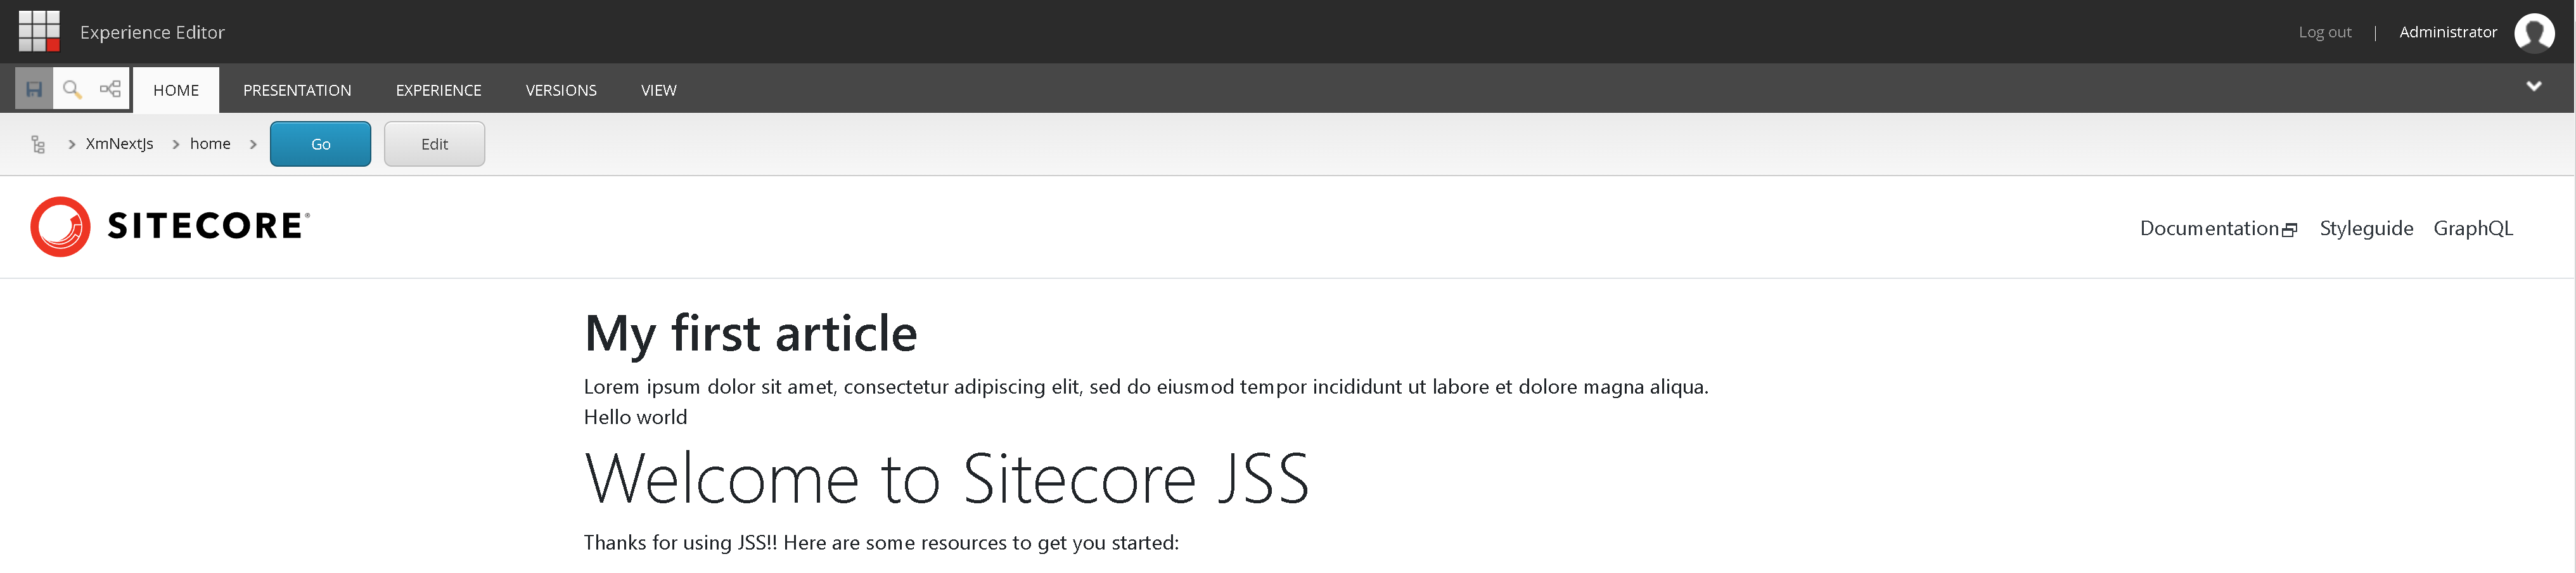 Experience Editor
Log out | Administrator
HOME PRESENTATION EXPERIENCE VERSIONS VIEW
XmNextJs home Go Edit
SITECORE®
Documentation Styleguide GraphQL
My first article
Lorem ipsum dolor sit amet, consectetur adipiscing elit, sed do eiusmod tempor incididunt ut labore et dolore magna aliqua.
Hello world
Welcome to Sitecore JSS
Thanks for using JSS!! Here are some resources to get you started: